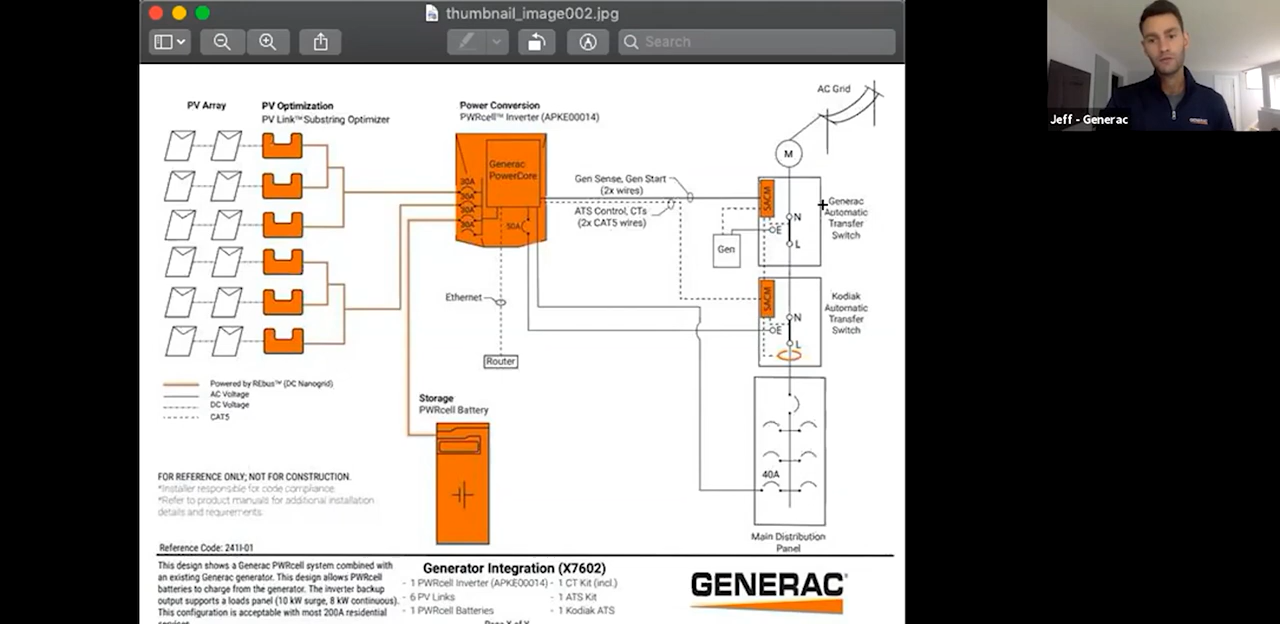 thumbnail_image002.jpg
Search
Jeff - Generac
PV Array
PV Optimization
PV Link™ Substring Optimizer
Power Conversion
PWRcell™ Inverter (APKE00014)
AC Grid
M
Generac
PowerCore
30A
30A
30A
30A
50A
Gen Sense, Gen Start
(2x wires)
ATS Control, CTs
(2x CAT5 wires)
SACM
N
E
L
Gen
Generac
Automatic
Transfer
Switch
Ethernet
Router
SACM
N
E
L
Kodiak
Automatic
Transfer
Switch
Powered by REbus™ (DC Nanogrid)
AC Voltage
DC Voltage
CAT5
Storage
PWRcell Battery
40A
Main Distribution
Panel
FOR REFERENCE ONLY; NOT FOR CONSTRUCTION.
*Installer responsible for code compliance.
*Refer to product manuals for additional installation
details and requirements.
Reference Code: 241I-01
This design shows a Generac PWRcell system combined with
an existing Generac generator. This design allows PWRcell
batteries to charge from the generator. The inverter backup
output supports a loads panel (10 kW surge, 8 kW continuous).
This configuration is acceptable with most 200A residential
Generator Integration (X7602)
- 1 PWRcell Inverter (APKE00014) - 1 CT Kit (incl.)
- 6 PV Links - 1 ATS Kit
- 1 PWRcell Batteries - 1 Kodiak ATS
GENERAC